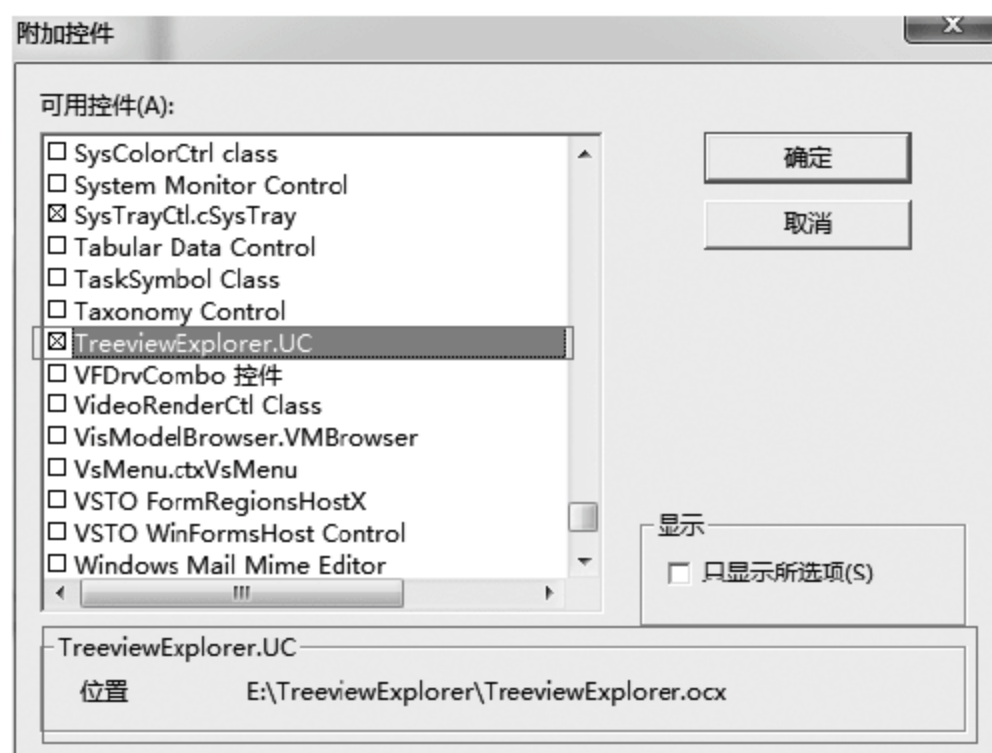 附加控件
X
可用控件(A):
SysColorCtrl class
System Monitor Control
SysTrayCtl.cSysTray
Tabular Data Control
TaskSymbol Class
Taxonomy Control
TreeviewExplorer.UC
VFDrvCombo 控件
VideoRenderCtl Class
VisModelBrowser.VMBrowser
VsMenu.ctxVsMenu
VSTO FormRegionsHostX
VSTO WinFormsHost Control
Windows Mail Mime Editor
确定
取消
显示
只显示所选项(S)
TreeviewExplorer.UC
位置 E:\TreeviewExplorer\TreeviewExplorer.ocx